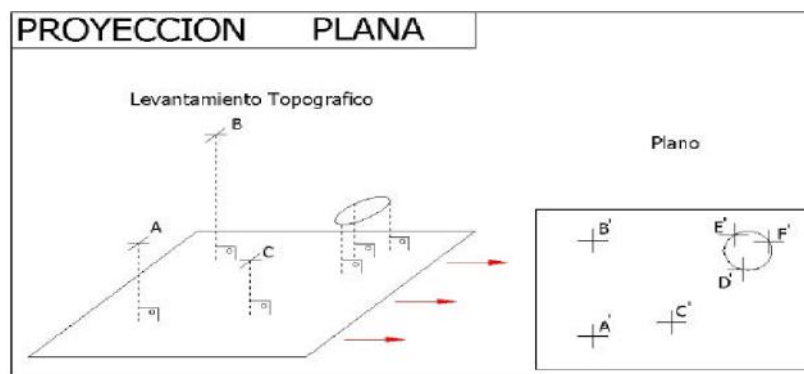 PROYECCION PLANA
Levantamiento Topografico
B
A
C
Plano
B'
E'
F'
D'
A'
C'